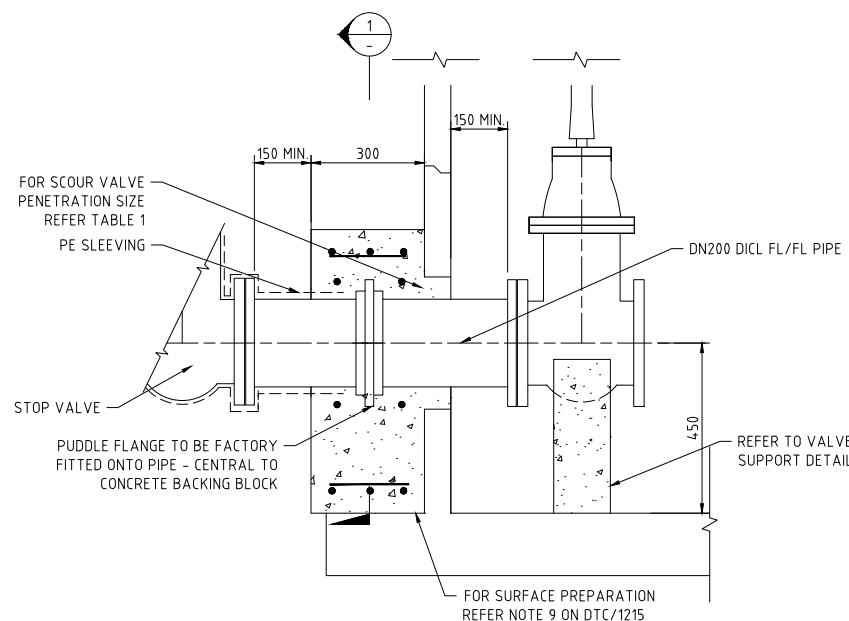 1
-
150 MIN.
150 MIN.
300
FOR SCOUR VALVE
PENETRATION SIZE
REFER TABLE 1
PE SLEEVING
DN200 DICL FL/FL PIPE
STOP VALVE
450
PUDDLE FLANGE TO BE FACTORY
FITTED ONTO PIPE - CENTRAL TO
CONCRETE BACKING BLOCK
REFER TO VALVE
SUPPORT DETAIL
FOR SURFACE PREPARATION
REFER NOTE 9 ON DTC/1215